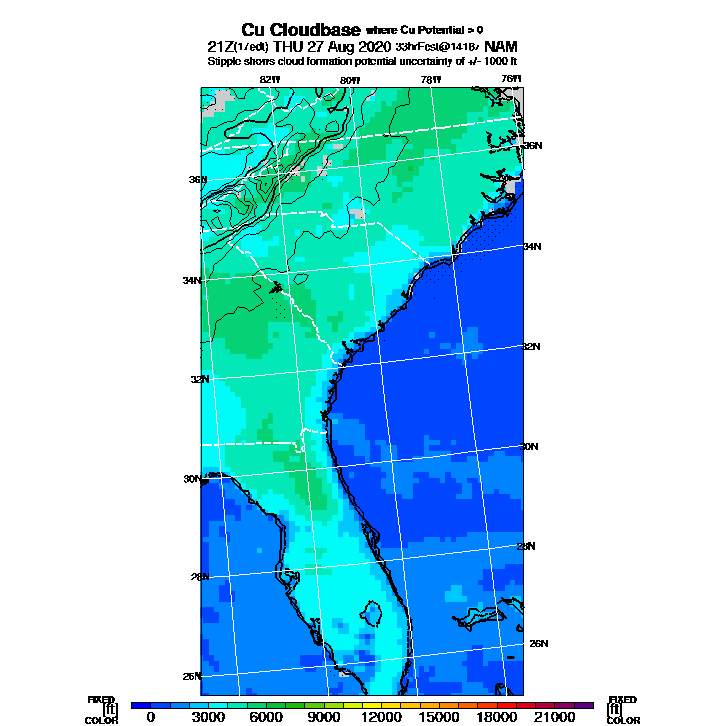 Cu Cloudbase where Cu Potential > 0
21Z(17edt) THU 27 Aug 2020 33hrFcst@1418z NAM
Stipple shows cloud formation potential uncertainty of +/- 1000 ft
82W 80W 78W 76W
36N
36N
34N
34N
32N
32N
30N
30N
28N
28N
26N
26N
FIXED FIXED
[ft] [ft]
COLOR 0 3000 6000 9000 12000 15000 18000 21000 COLOR